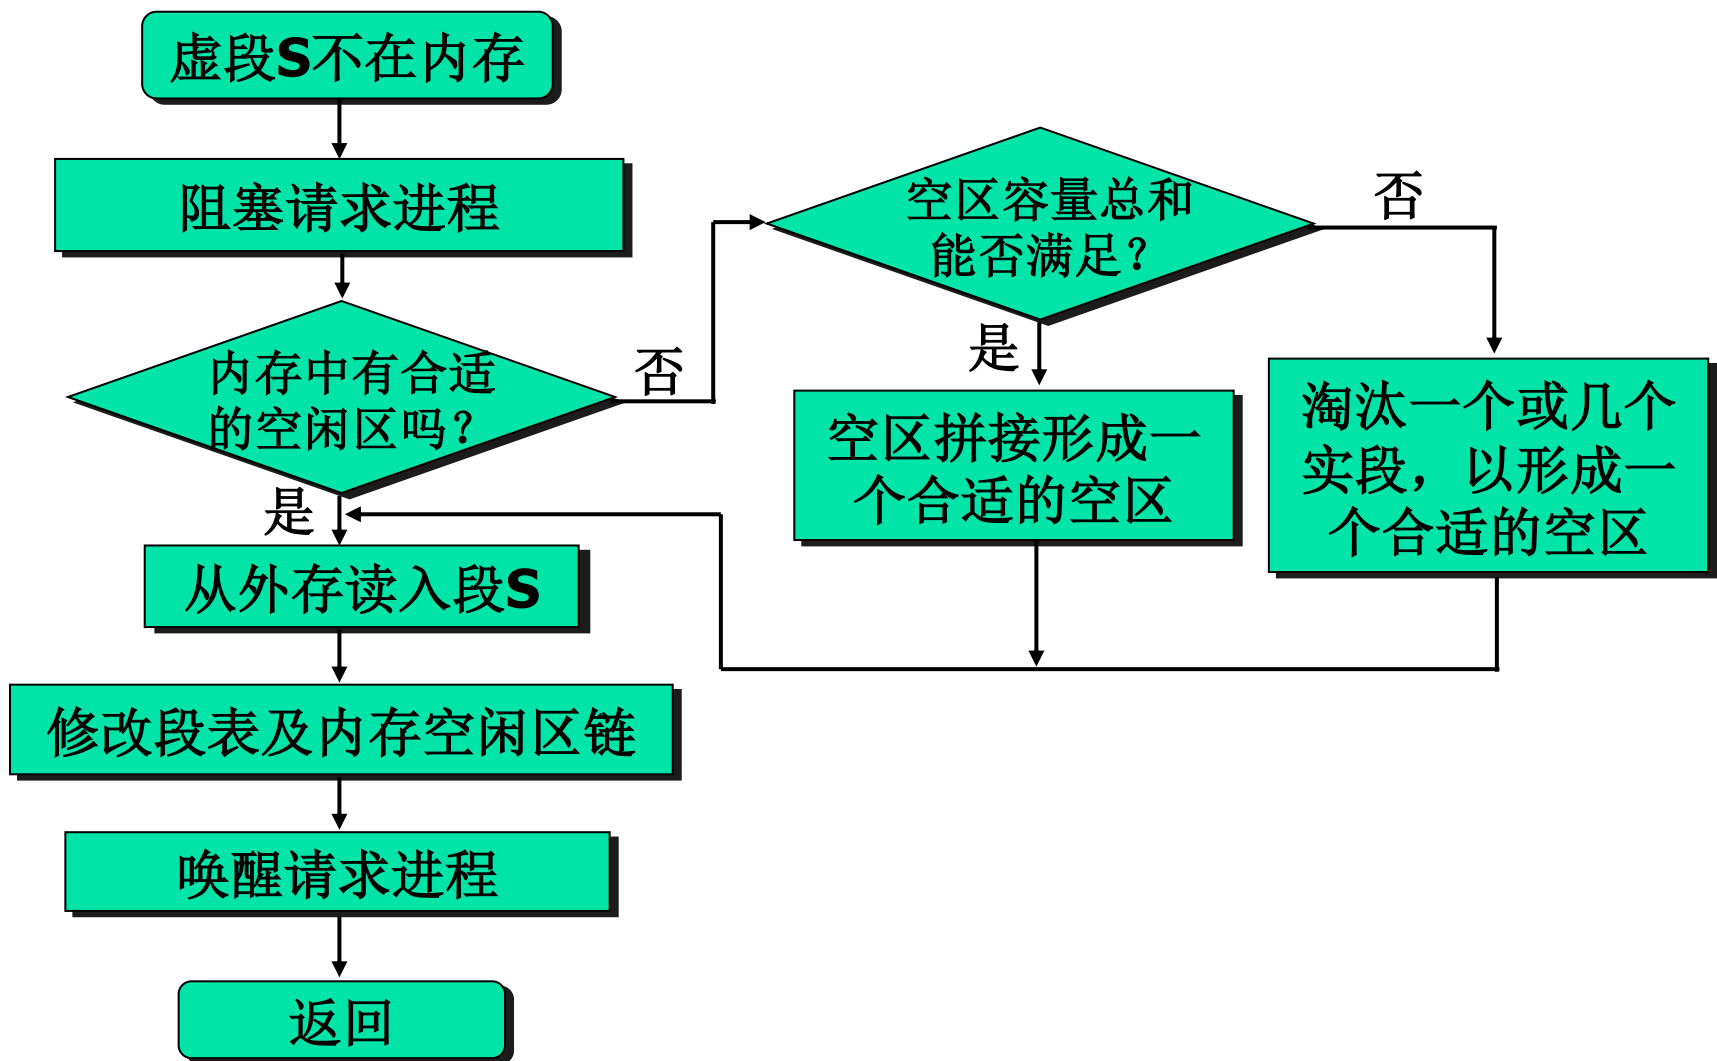 虚段S不在内存
阻塞请求进程
内存中有合适
的空闲区吗?
否
是
空区容量总和
能否满足?
否
是
空区拼接形成一
个合适的空区
淘汰一个或几个
实段，以形成一
个合适的空区
从外存读入段S
修改段表及内存空闲区链
唤醒请求进程
返回